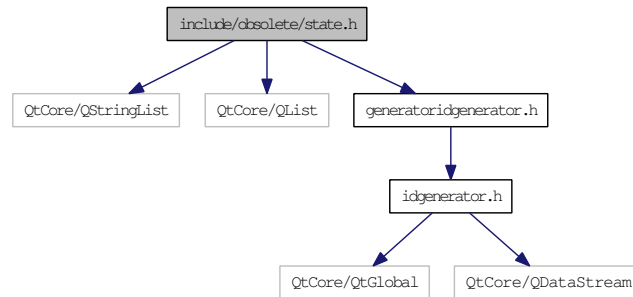 include/obsolete/state.h
QtCore/QStringList
QtCore/QList
generatoridgenerator.h
idgenerator.h
QtCore/QtGlobal
QtCore/QDataStream